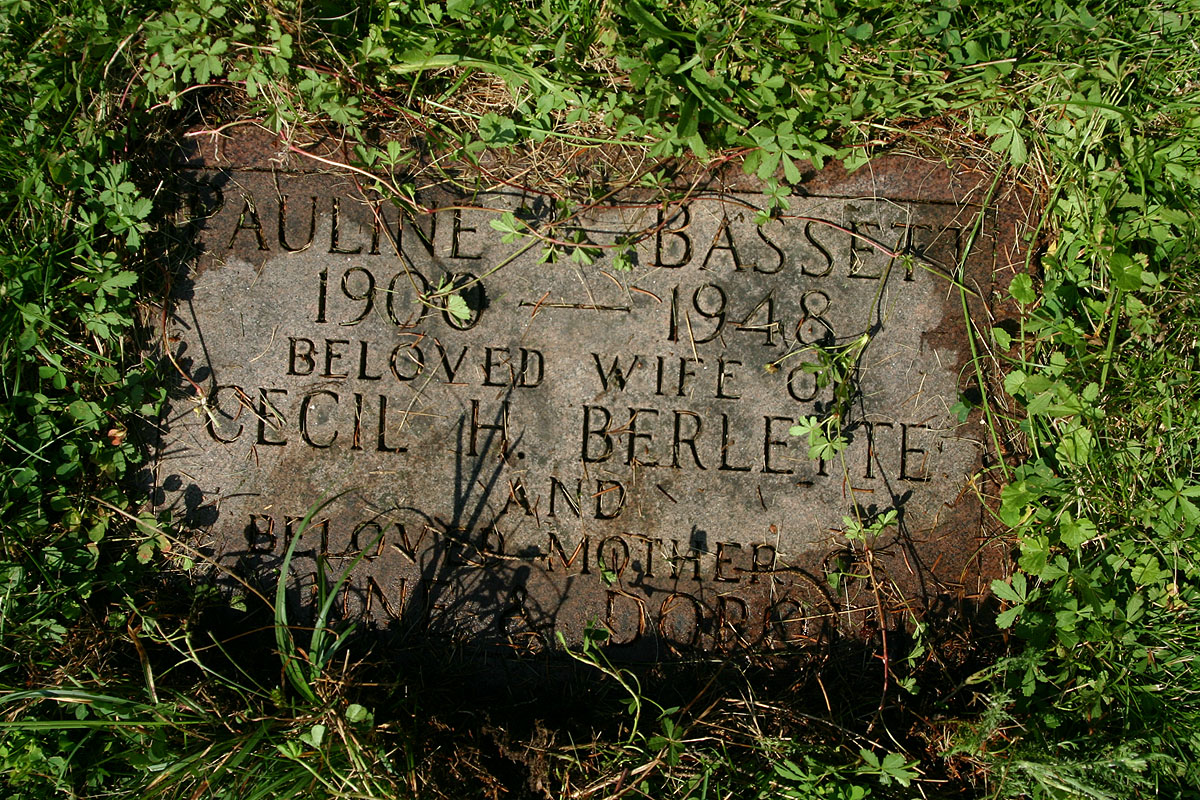 PAULINE A. BASSETT
1900 — 1948
BELOVED WIFE OF
CECIL H. BERLETTE
AND
BELOVED MOTHER